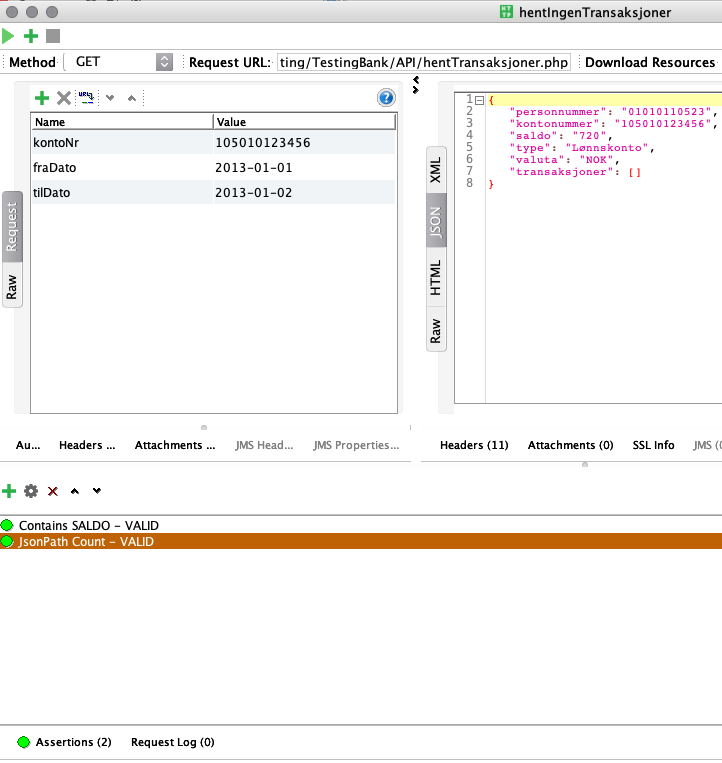 hentIngenTransaksjoner
Method GET Request URL: ting/TestingBank/API/hentTransaksjoner.php Download Resources
URL
Name Value
kontoNr 105010123456
fraDato 2013-01-01
tilDato 2013-01-02
Request
Raw
XML
JSON
HTML
Raw
1 {
2 "personnummer": "01010110523",
3 "kontonummer": "105010123456",
4 "saldo": "720",
5 "type": "Lønnskonto",
6 "valuta": "NOK",
7 "transaksjoner": []
8 }
Au... Headers ... Attachments ... JMS Head... JMS Properties...
Headers (11) Attachments (0) SSL Info JMS (
Contains SALDO - VALID
JsonPath Count - VALID
Assertions (2) Request Log (0)